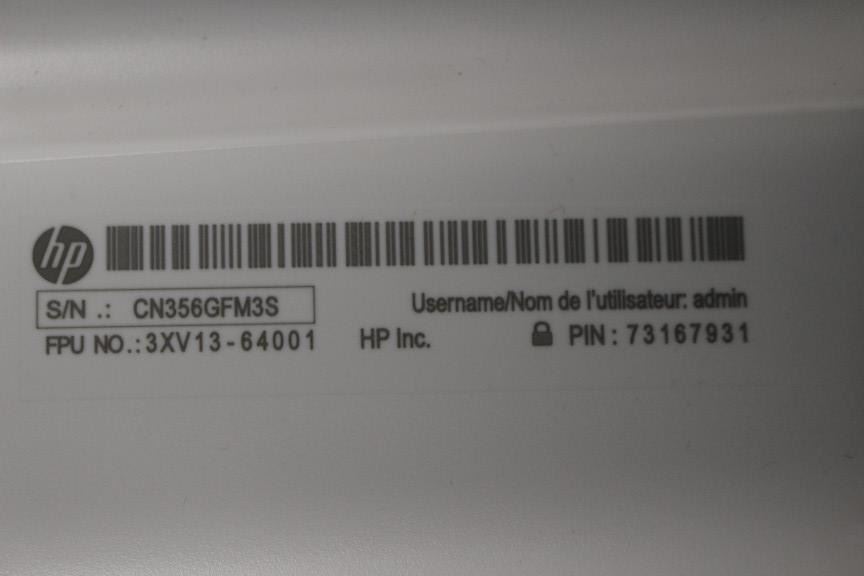 hp
S/N .: CN356GFM3S
Username/Nom de l'utilisateur: admin
FPU NO.:3XV13-64001
HP Inc.
PIN: 73167931